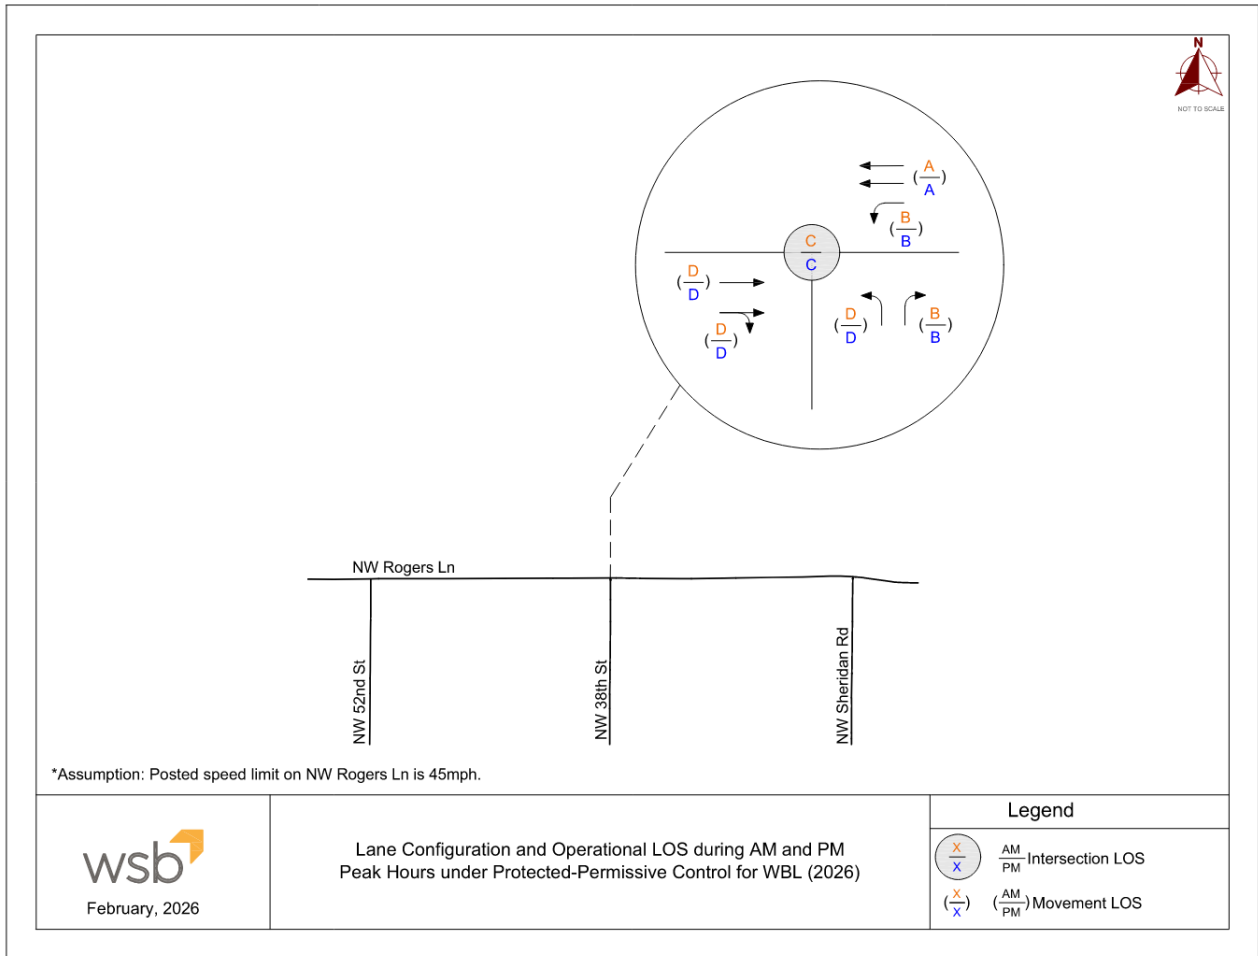 N
NOT TO SCALE
(A/A)
(B/B)
C/C
(D/D)
(D/D)
(D/D)
(B/B)
NW Rogers Ln
NW 52nd St
NW 38th St
NW Sheridan Rd
*Assumption: Posted speed limit on NW Rogers Ln is 45mph.
wsb
February, 2026
Lane Configuration and Operational LOS during AM and PM
Peak Hours under Protected-Permissive Control for WBL (2026)
Legend
X/X AM/PM Intersection LOS
(X/X) (AM/PM) Movement LOS